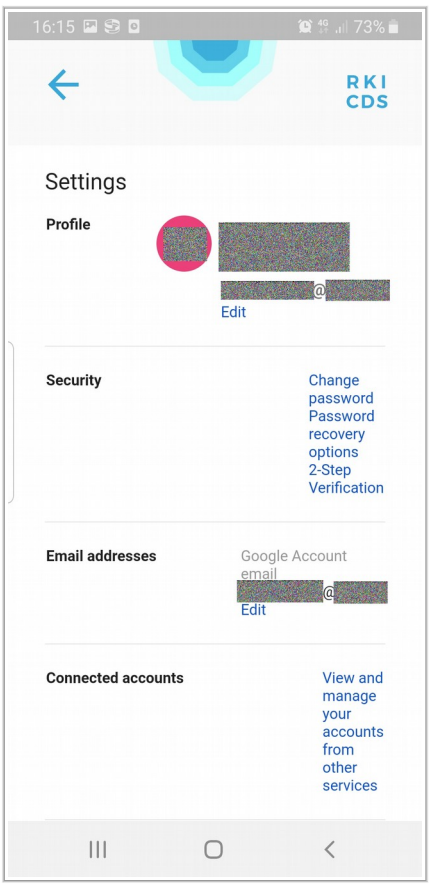 16:15 4G 73%
RKI
CDS
Settings
Profile
@
Edit
Security
Change
password
Password
recovery
options
2-Step
Verification
Email addresses
Google Account
email
@
Edit
Connected accounts
View and
manage
your
accounts
from
other
services